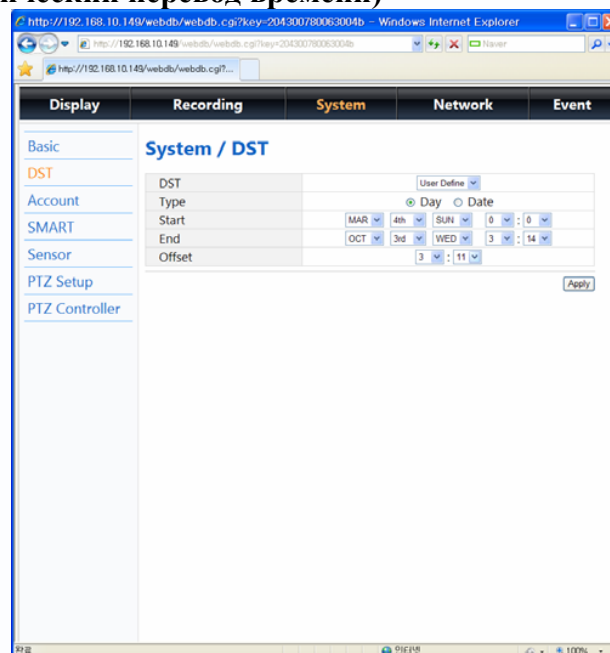 ический перевод времени)
http://192.168.10.149/webdb/webdb.cgi?key=204300780063004b - Windows Internet Explorer
http://192.168.10.149/webdb/webdb.cgi?key=204300780063004b Naver
http://192.168.10.149/webdb/webdb.cgi?...
Display Recording System Network Event
Basic
DST
Account
SMART
Sensor
PTZ Setup
PTZ Controller
System / DST
DST User Define
Type Day Date
Start MAR 4th SUN 0 : 0
End OCT 3rd WED 3 : 14
Offset 3 : 11
Apply
완료 인터넷 100%